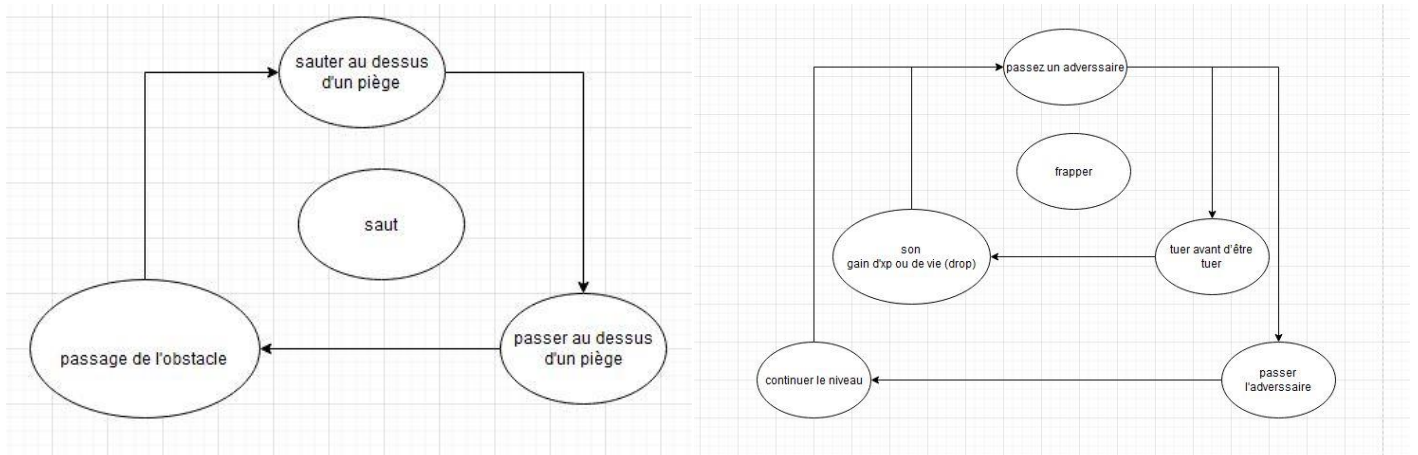 sauter au dessus
d'un piège
saut
passer au dessus
d'un piège
passage de l'obstacle
passez un adverssaire
frapper
tuer avant d'être
tuer
son
gain d'xp ou de vie (drop)
passer
l'adverssaire
continuer le niveau